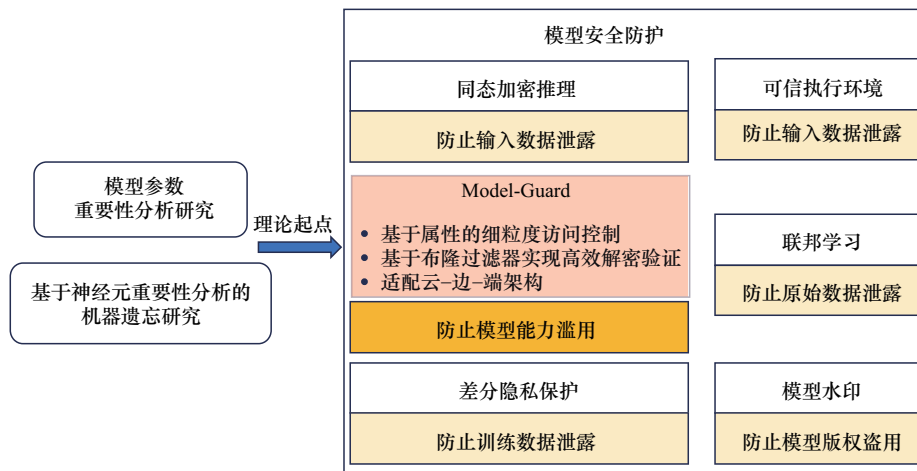 模型安全防护
同态加密推理
防止输入数据泄露
可信执行环境
防止输入数据泄露
模型参数
重要性分析研究
基于神经元重要性分析的
机器遗忘研究
理论起点
Model-Guard
• 基于属性的细粒度访问控制
• 基于布隆过滤器实现高效解密验证
• 适配云–边–端架构
防止模型能力滥用
联邦学习
防止原始数据泄露
差分隐私保护
防止训练数据泄露
模型水印
防止模型版权盗用